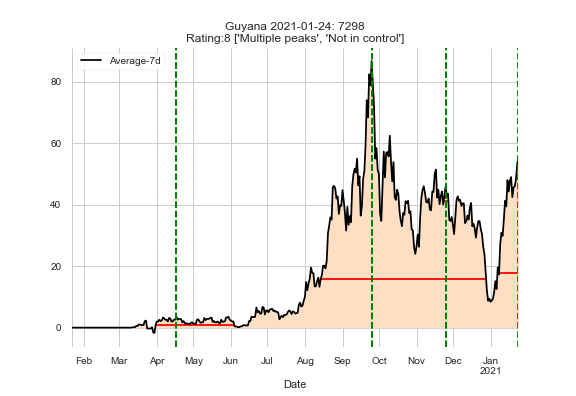 Guyana 2021-01-24: 7298
Rating:8 ['Multiple peaks', 'Not in control']
Average-7d
80
60
40
20
0
Feb Mar Apr May Jun Jul Aug Sep Oct Nov Dec Jan
2021
Date